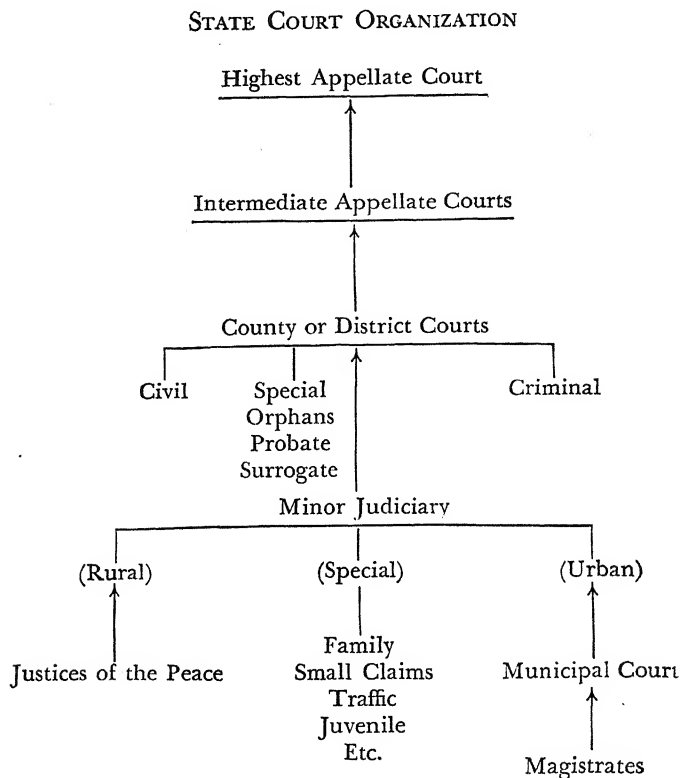 STATE COURT ORGANIZATION
Highest Appellate Court
Intermediate Appellate Courts
County or District Courts
Civil
Special
Orphans
Probate
Surrogate
Criminal
Minor Judiciary
(Rural)
(Special)
(Urban)
Justices of the Peace
Family
Small Claims
Traffic
Juvenile
Etc.
Municipal Court
Magistrates